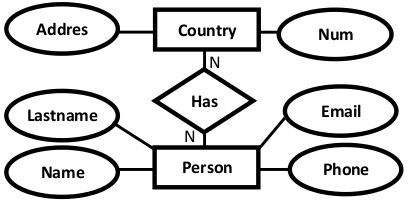 Addres
Country
Num
N
Has
Lastname
Email
N
Name
Person
Phone